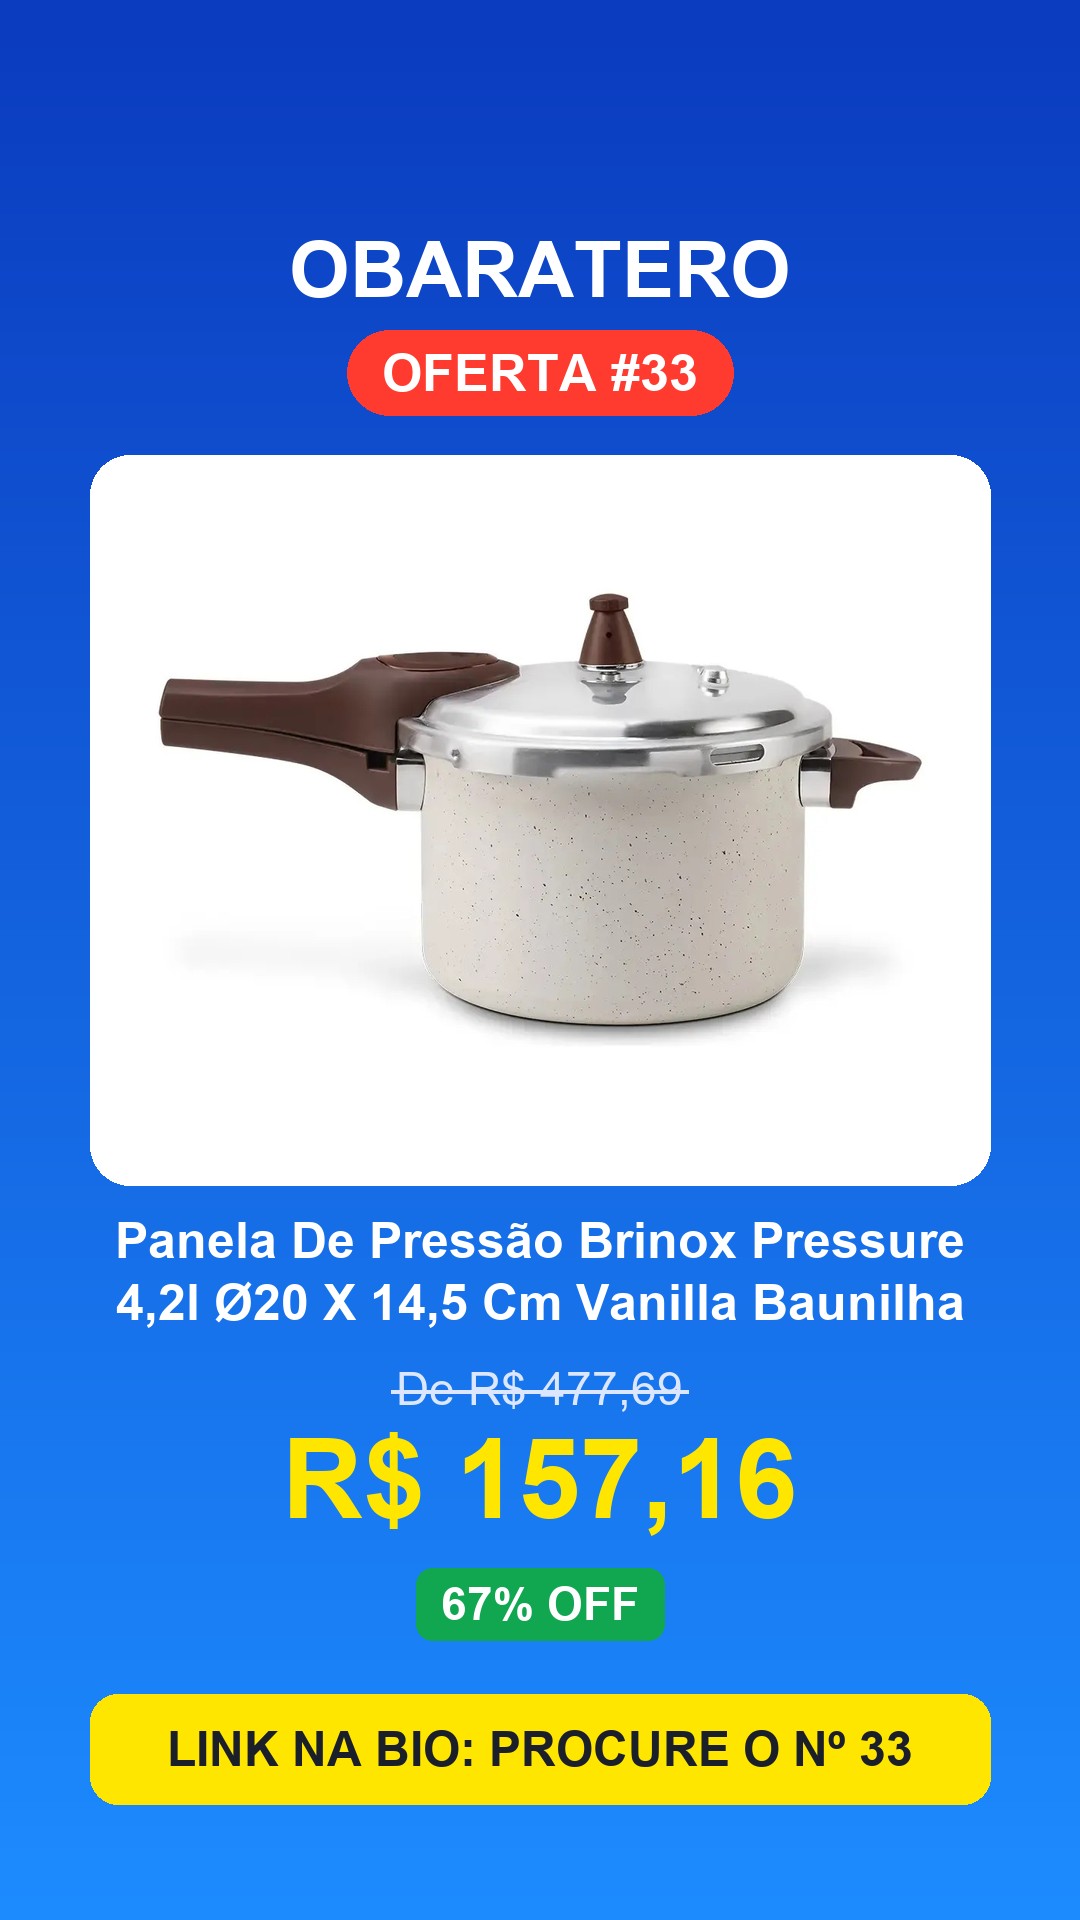 OBARATERO
OFERTA #33
Panela De Pressão Brinox Pressure
4,2l Ø20 X 14,5 Cm Vanilla Baunilha
De R$ 477,69
R$ 157,16
67% OFF
LINK NA BIO: PROCURE O Nº 33